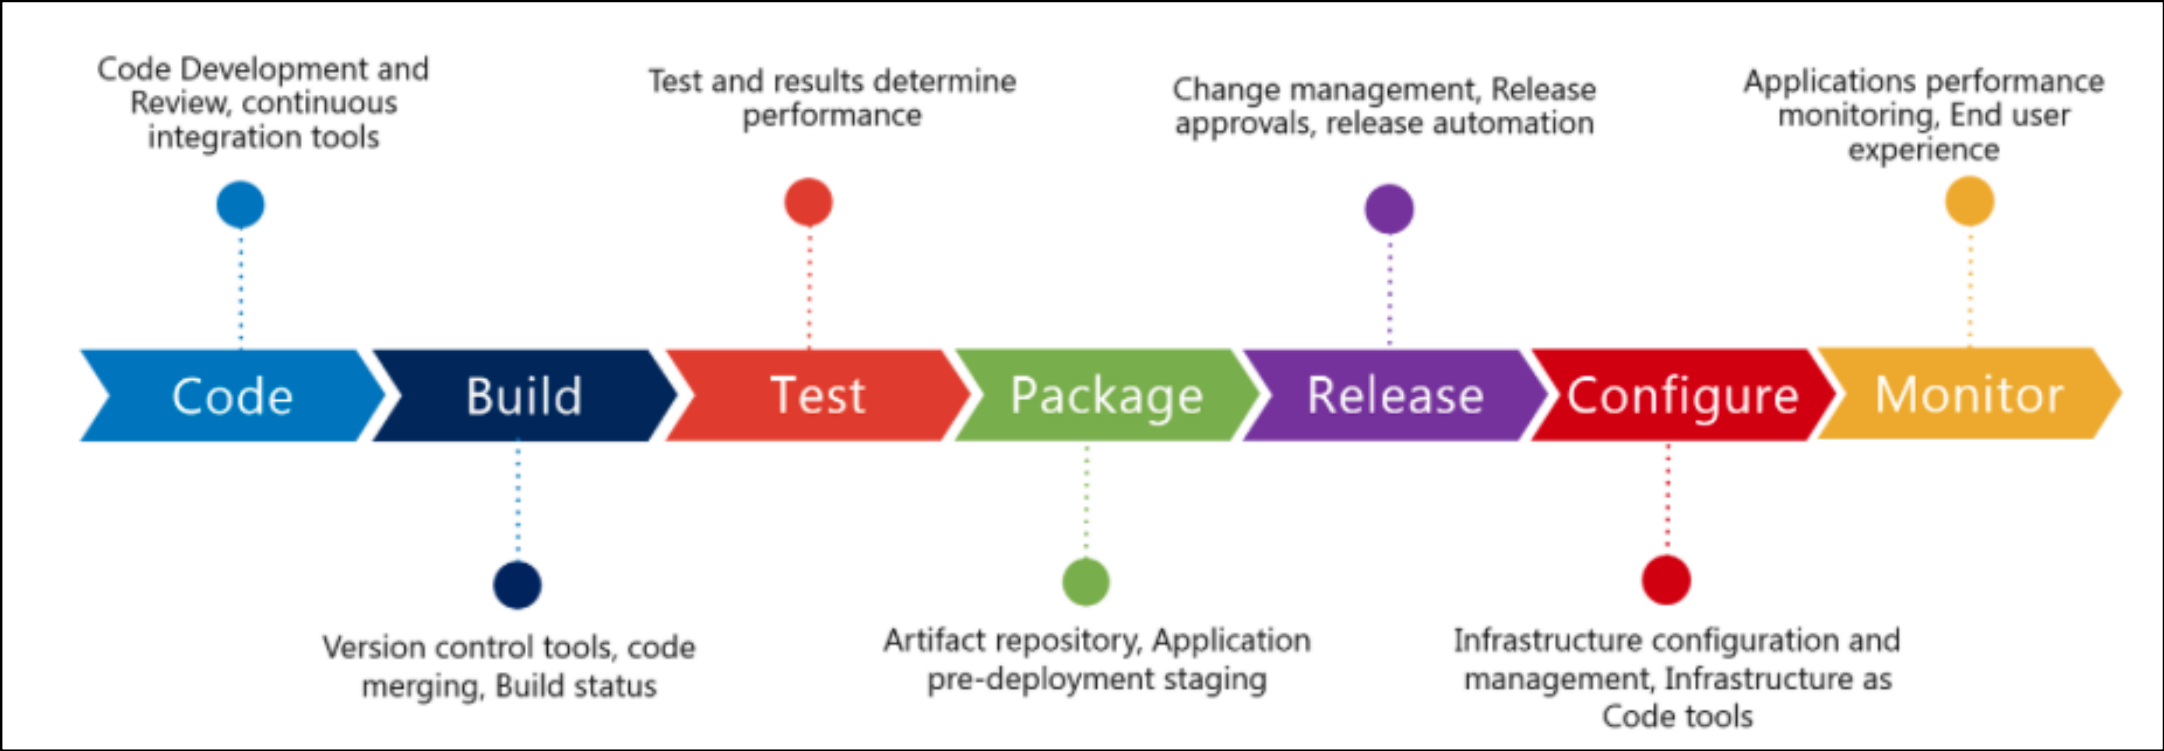 Code Development and
Review, continuous
integration tools
Test and results determine
performance
Change management, Release
approvals, release automation
Applications performance
monitoring, End user
experience
Code
Build
Test
Package
Release
Configure
Monitor
Version control tools, code
merging, Build status
Artifact repository, Application
pre-deployment staging
Infrastructure configuration and
management, Infrastructure as
Code tools